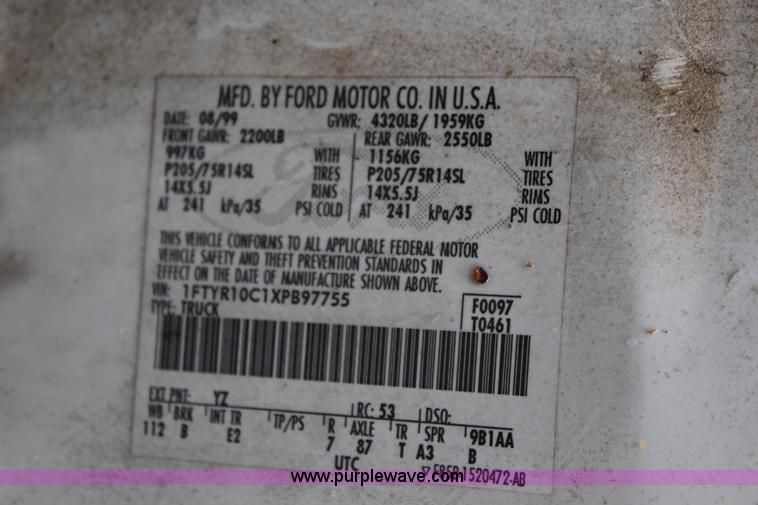 MFD. BY FORD MOTOR CO. IN U.S.A.
DATE: 08/99 GVWR: 4320LB/ 1959KG
FRONT GAWR: 2200LB REAR GAWR: 2550LB
997KG WITH 1156KG WITH
P205/75R14SL TIRES P205/75R14SL TIRES
14X5.5J RIMS 14X5.5J RIMS
AT 241 kPa/35 PSI COLD AT 241 kPa/35 PSI COLD
THIS VEHICLE CONFORMS TO ALL APPLICABLE FEDERAL MOTOR
VEHICLE SAFETY AND THEFT PREVENTION STANDARDS IN
EFFECT ON THE DATE OF MANUFACTURE SHOWN ABOVE.
VIN: 1FTYR10C1XPB97755 F0097
TYPE: TRUCK T0461
EXT PNT: YZ RC: 53 DSO:
WB BRK INT TR TP/PS R AXLE TR SPR 9B1AA
112 B E2 7 87 T A3 B
UTC F85B-1520472-AB
www.purplewave.com